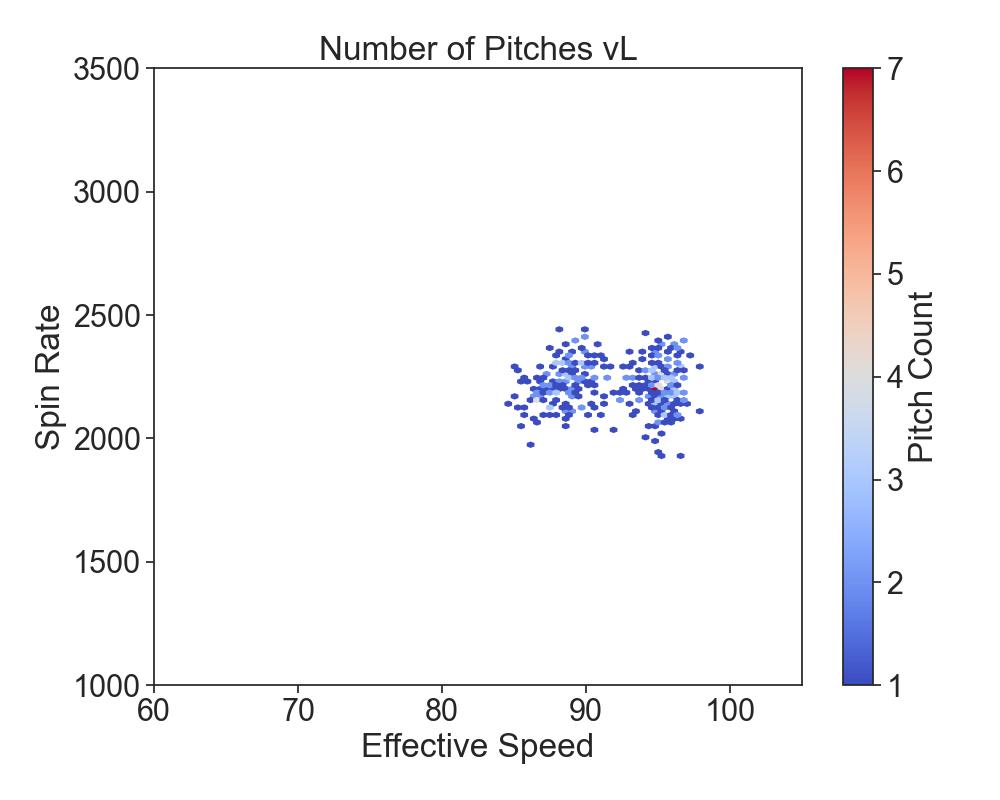 Number of Pitches vL
3500
3000
2500
2000
1500
1000
Spin Rate
60 70 80 90 100
Effective Speed
7
6
5
4
3
2
1
Pitch Count